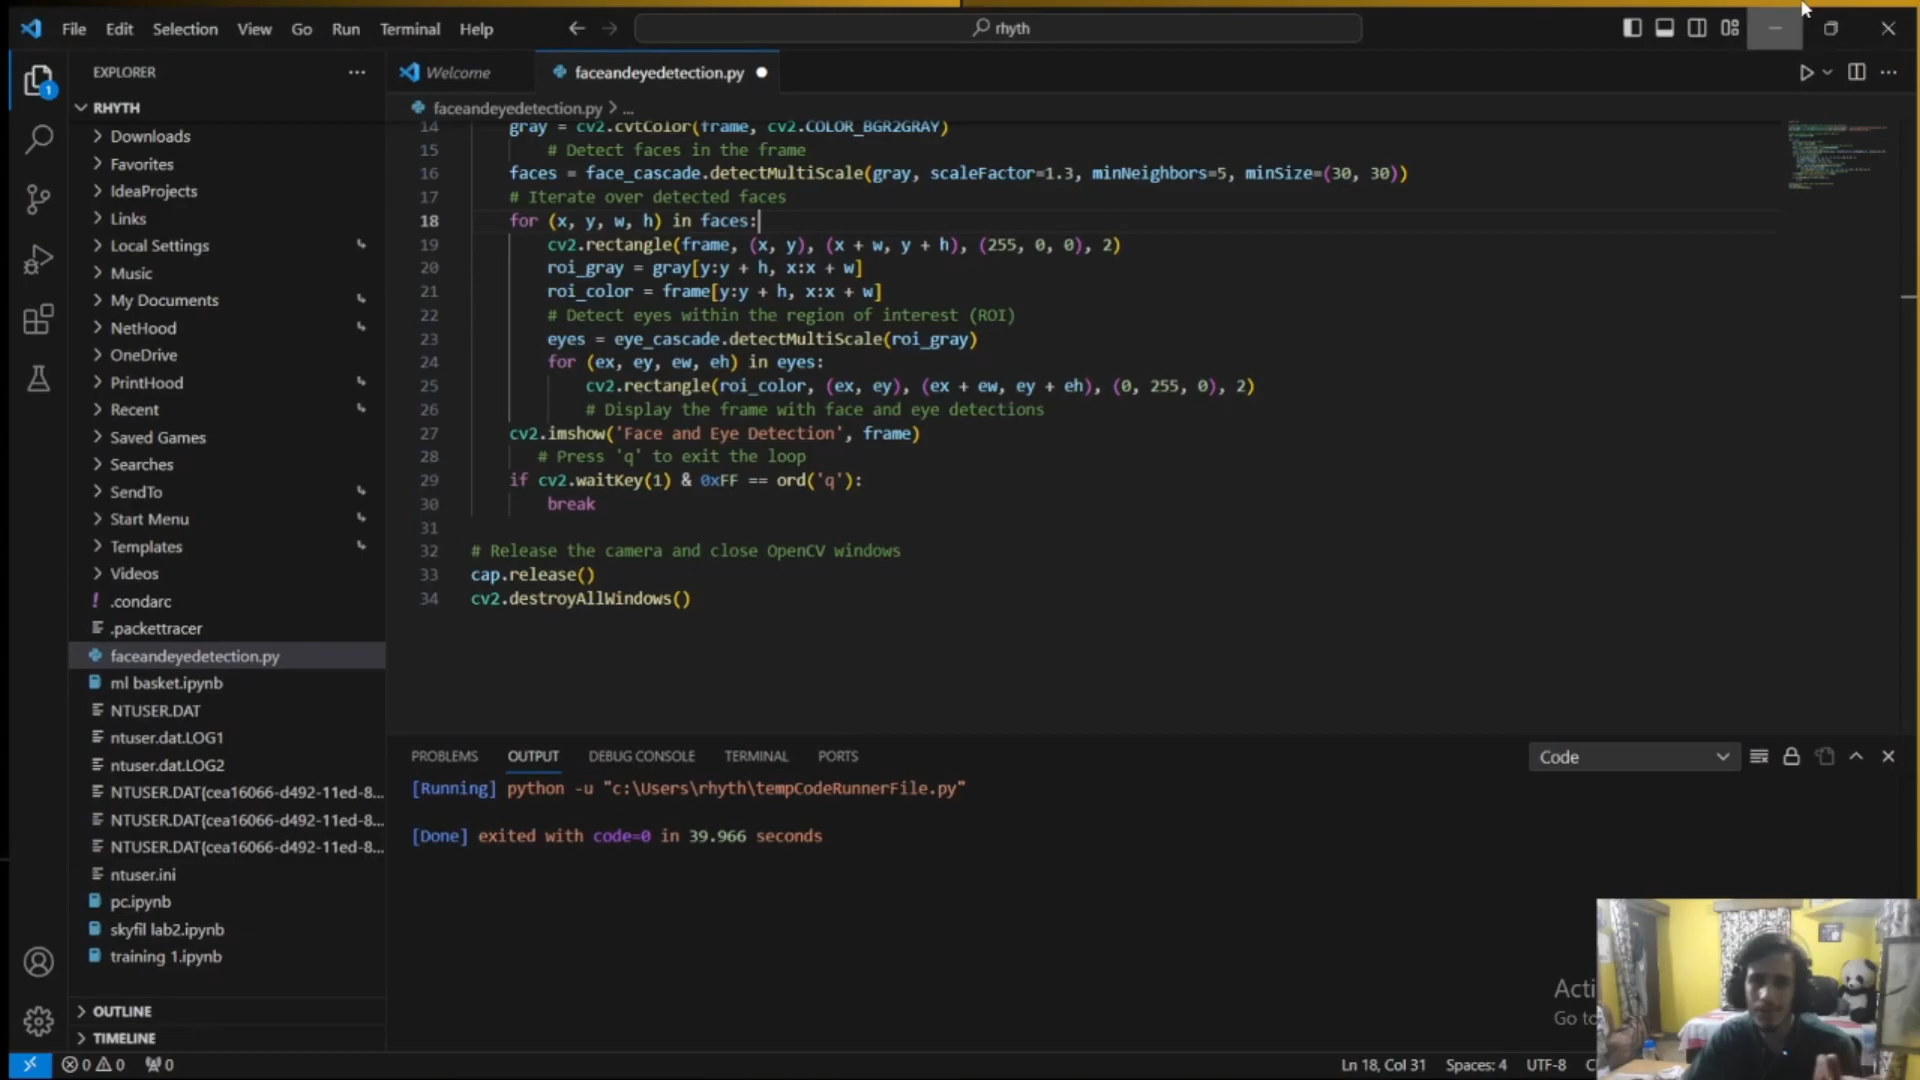 File Edit Selection View Go Run Terminal Help
rhyth
EXPLORER
Welcome
faceandeyedetection.py
RHYTH
faceandeyedetection.py > ...
Downloads
Favorites
IdeaProjects
Links
Local Settings
Music
My Documents
NetHood
OneDrive
PrintHood
Recent
Saved Games
Searches
SendTo
Start Menu
Templates
Videos
.condarc
.packettracer
faceandeyedetection.py
ml basket.ipynb
NTUSER.DAT
ntuser.dat.LOG1
ntuser.dat.LOG2
NTUSER.DAT{cea16066-d492-11ed-8...
NTUSER.DAT{cea16066-d492-11ed-8...
NTUSER.DAT{cea16066-d492-11ed-8...
ntuser.ini
pc.ipynb
skyfil lab2.ipynb
training 1.ipynb
OUTLINE
TIMELINE
14 gray = cv2.cvtColor(frame, cv2.COLOR_BGR2GRAY)
15 # Detect faces in the frame
16 faces = face_cascade.detectMultiScale(gray, scaleFactor=1.3, minNeighbors=5, minSize=(30, 30))
17 # Iterate over detected faces
18 for (x, y, w, h) in faces:
19 cv2.rectangle(frame, (x, y), (x + w, y + h), (255, 0, 0), 2)
20 roi_gray = gray[y:y + h, x:x + w]
21 roi_color = frame[y:y + h, x:x + w]
22 # Detect eyes within the region of interest (ROI)
23 eyes = eye_cascade.detectMultiScale(roi_gray)
24 for (ex, ey, ew, eh) in eyes:
25 cv2.rectangle(roi_color, (ex, ey), (ex + ew, ey + eh), (0, 255, 0), 2)
26 # Display the frame with face and eye detections
27 cv2.imshow('Face and Eye Detection', frame)
28 # Press 'q' to exit the loop
29 if cv2.waitKey(1) & 0xFF == ord('q'):
30 break
31
32 # Release the camera and close OpenCV windows
33 cap.release()
34 cv2.destroyAllWindows()
PROBLEMS OUTPUT DEBUG CONSOLE TERMINAL PORTS
Code
[Running] python -u "c:\Users\rhyth\tempCodeRunnerFile.py"
[Done] exited with code=0 in 39.966 seconds
Acti
Go to
0 0 0
Ln 18, Col 31 Spaces: 4 UTF-8 C
1